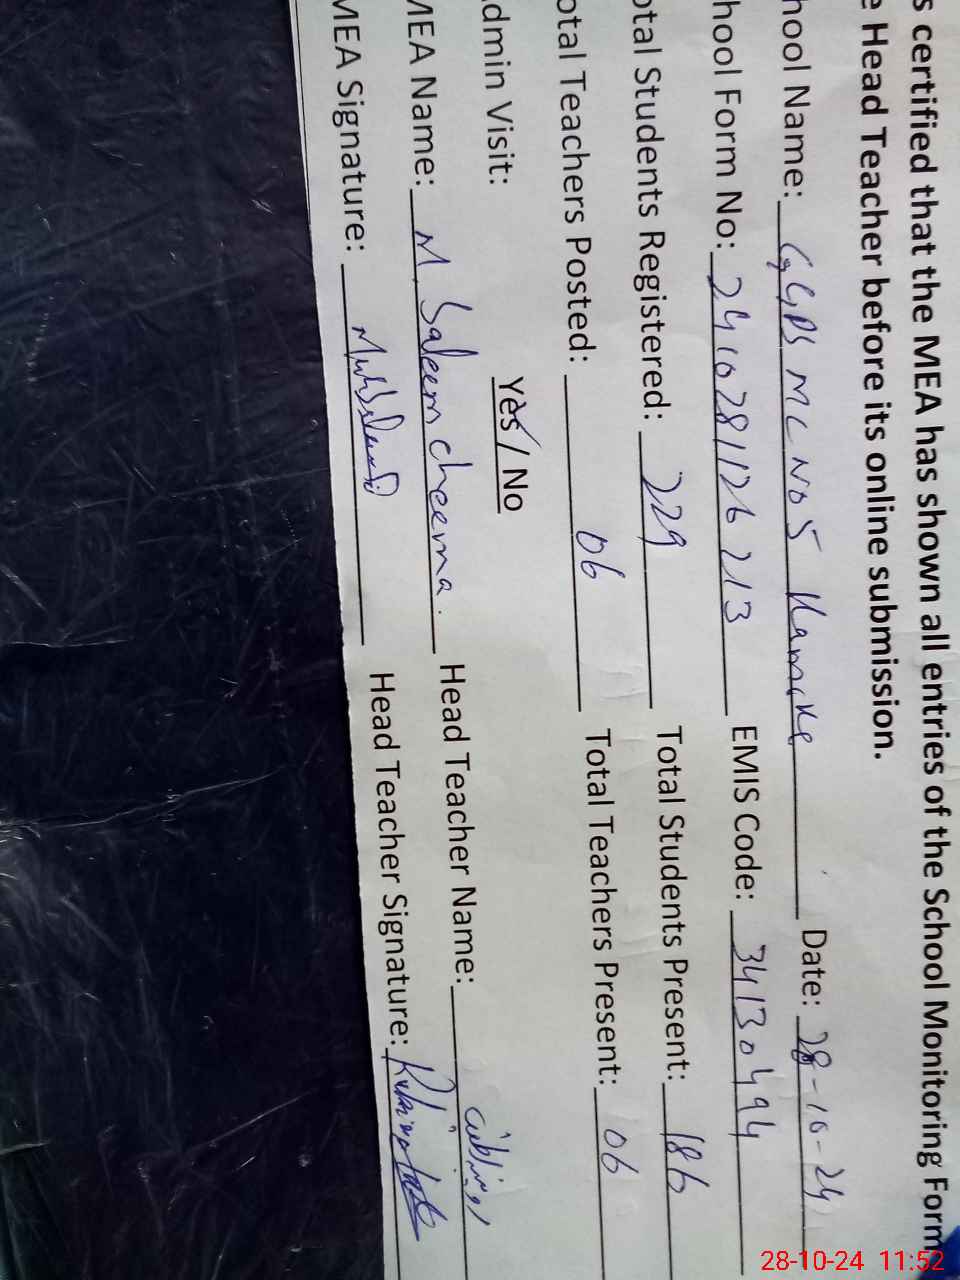 s certified that the MEA has shown all entries of the School Monitoring Form
e Head Teacher before its online submission.
hool Name: GGPS MC No 5 Kamoke Date: 28-10-24
hool Form No: 2410281126213 EMIS Code: 34130494
otal Students Registered: 229 Total Students Present: 186
otal Teachers Posted: 06 Total Teachers Present: 06
dmin Visit: Yes / No
MEA Name: M Saleem cheema. Head Teacher Name:
MEA Signature: Head Teacher Signature:
28-10-24 11:52